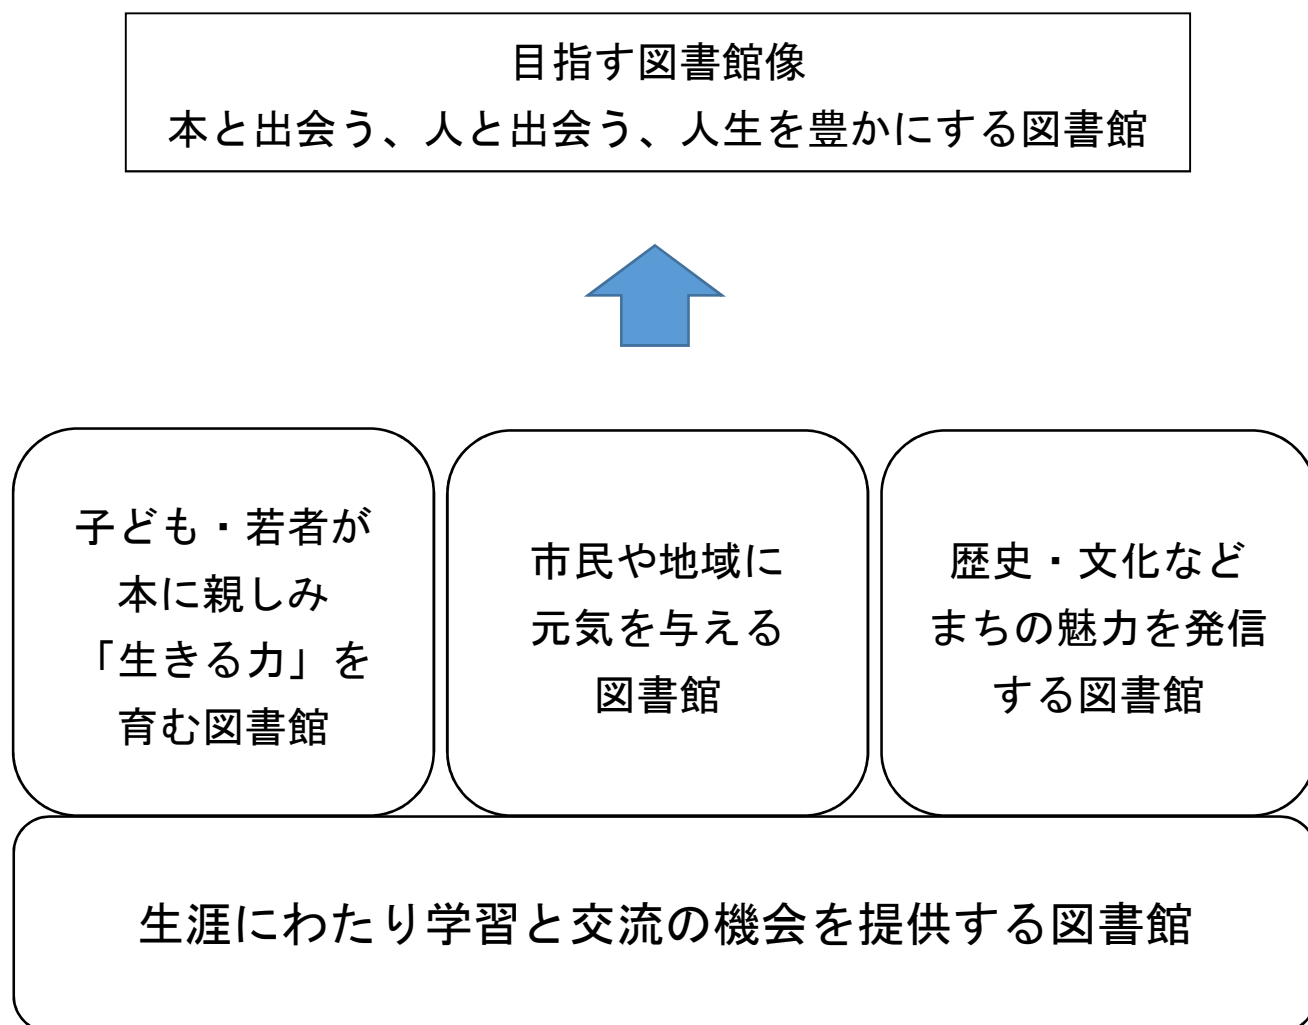 目指す図書館像
本と出会う、人と出会う、人生を豊かにする図書館
子ども・若者が
本に親しみ
「生きる力」を
育む図書館
市民や地域に
元気を与える
図書館
歴史・文化など
まちの魅力を発信
する図書館
生涯にわたり学習と交流の機会を提供する図書館